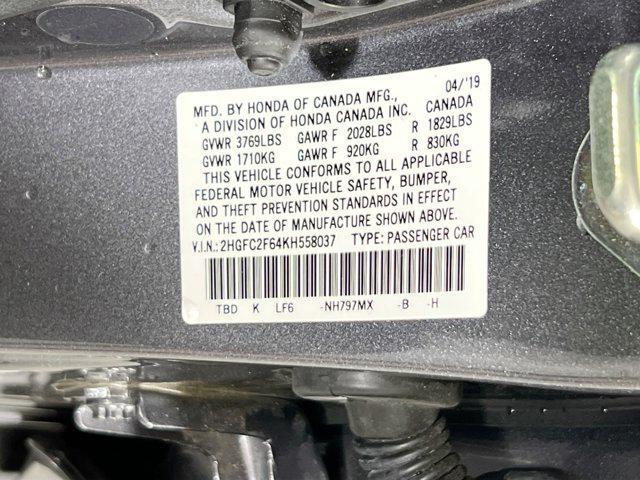 MFD. BY HONDA OF CANADA MFG., 04/'19
A DIVISION OF HONDA CANADA INC. CANADA
GVWR 3769LBS GAWR F 2028LBS R 1829LBS
GVWR 1710KG GAWR F 920KG R 830KG
THIS VEHICLE CONFORMS TO ALL APPLICABLE
FEDERAL MOTOR VEHICLE SAFETY, BUMPER,
AND THEFT PREVENTION STANDARDS IN EFFECT
ON THE DATE OF MANUFACTURE SHOWN ABOVE.
V.I.N.:2HGFC2F64KH558037 TYPE: PASSENGER CAR
TBD K LF6 -NH797MX -B -H